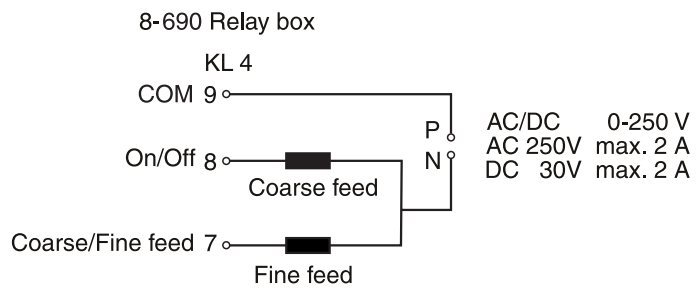 8-690 Relay box
KL 4
COM 9
P
AC/DC 0-250 V
AC 250V max. 2 A
N
DC 30V max. 2 A
On/Off 8
Coarse feed
Coarse/Fine feed 7
Fine feed